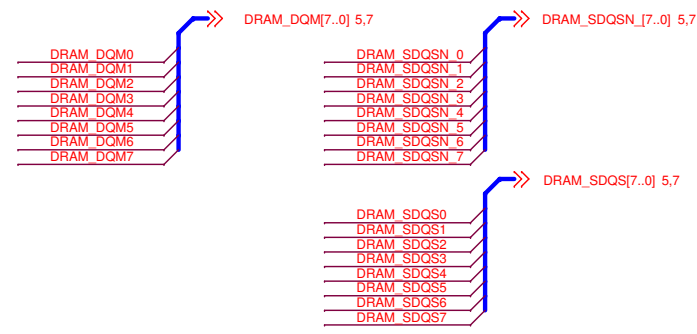 DRAM_DQM[7..0] 5,7
DRAM_DQM0
DRAM_DQM1
DRAM_DQM2
DRAM_DQM3
DRAM_DQM4
DRAM_DQM5
DRAM_DQM6
DRAM_DQM7
DRAM_SDQSN_[7..0] 5,7
DRAM_SDQSN_0
DRAM_SDQSN_1
DRAM_SDQSN_2
DRAM_SDQSN_3
DRAM_SDQSN_4
DRAM_SDQSN_5
DRAM_SDQSN_6
DRAM_SDQSN_7
DRAM_SDQS[7..0] 5,7
DRAM_SDQS0
DRAM_SDQS1
DRAM_SDQS2
DRAM_SDQS3
DRAM_SDQS4
DRAM_SDQS5
DRAM_SDQS6
DRAM_SDQS7